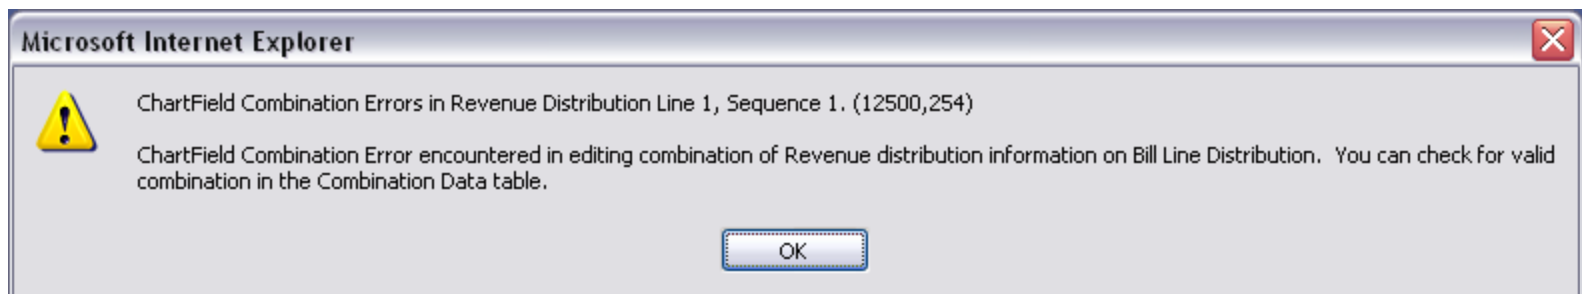 Microsoft Internet Explorer
ChartField Combination Errors in Revenue Distribution Line 1, Sequence 1. (12500,254)
ChartField Combination Error encountered in editing combination of Revenue distribution information on Bill Line Distribution.  You can check for valid
combination in the Combination Data table.
OK